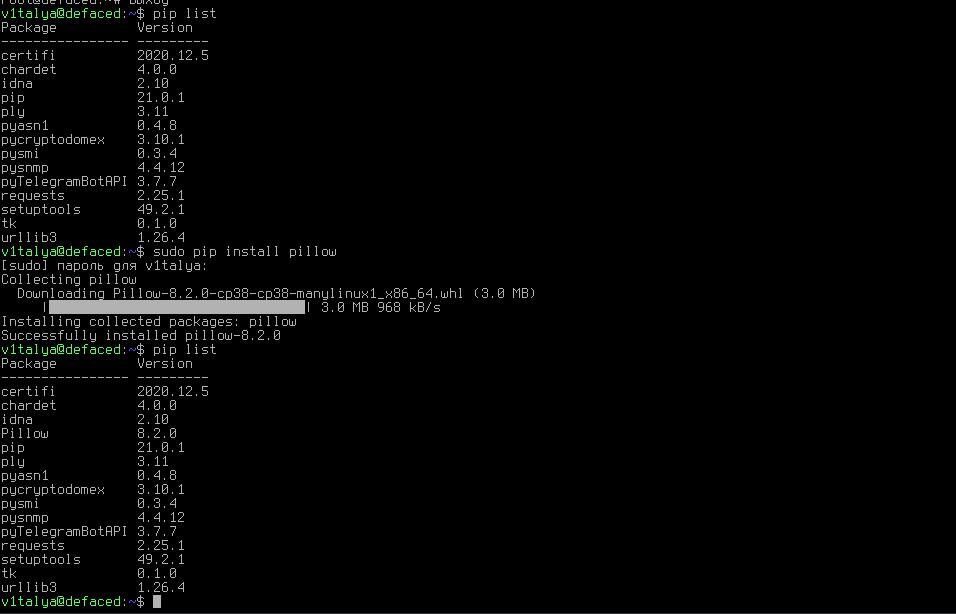 v1talya@defaced:~$ pip list
Package          Version
---------------- ---------
certifi          2020.12.5
chardet          4.0.0
idna             2.10
pip              21.0.1
ply              3.11
pyasn1           0.4.8
pycryptodomex    3.10.1
pysmi            0.3.4
pysnmp           4.4.12
pyTelegramBotAPI 3.7.7
requests         2.25.1
setuptools       49.2.1
tk               0.1.0
urllib3          1.26.4
v1talya@defaced:~$ sudo pip install pillow
[sudo] пароль для v1talya:
Collecting pillow
  Downloading Pillow-8.2.0-cp38-cp38-manylinux1_x86_64.whl (3.0 MB)
     |████████████████████████████████| 3.0 MB 968 kB/s
Installing collected packages: pillow
Successfully installed pillow-8.2.0
v1talya@defaced:~$ pip list
Package          Version
---------------- ---------
certifi          2020.12.5
chardet          4.0.0
idna             2.10
Pillow           8.2.0
pip              21.0.1
ply              3.11
pyasn1           0.4.8
pycryptodomex    3.10.1
pysmi            0.3.4
pysnmp           4.4.12
pyTelegramBotAPI 3.7.7
requests         2.25.1
setuptools       49.2.1
tk               0.1.0
urllib3          1.26.4
v1talya@defaced:~$